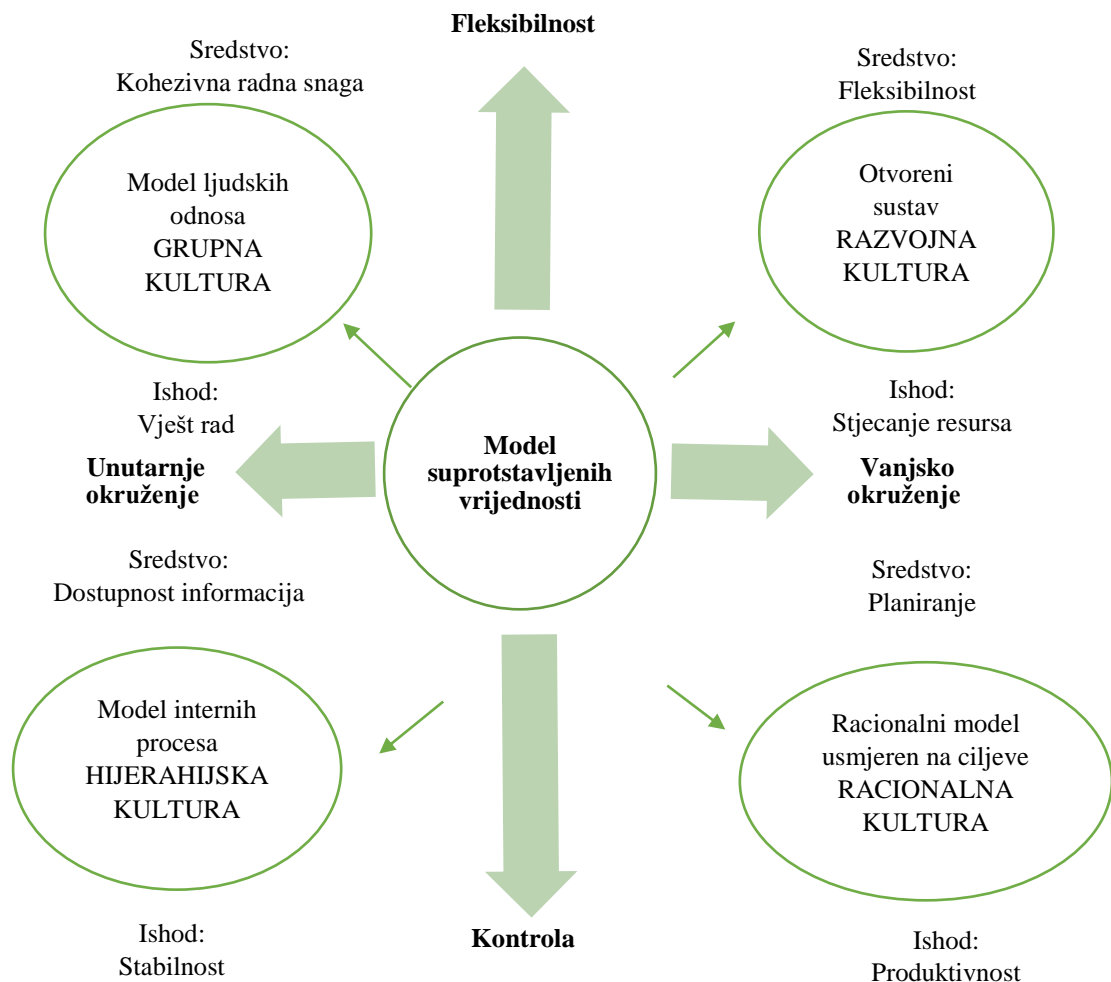 Fleksibilnost
Sredstvo:
Kohezivna radna snaga
Model ljudskih
odnosa
GRUPNA
KULTURA
Ishod:
Vješt rad
Sredstvo:
Fleksibilnost
Otvoreni
sustav
RAZVOJNA
KULTURA
Ishod:
Stjecanje resursa
Unutarnje
okruženje
Model
suprotstavljenih
vrijednosti
Vanjsko
okruženje
Sredstvo:
Dostupnost informacija
Model internih
procesa
HIJERAHIJSKA
KULTURA
Ishod:
Stabilnost
Sredstvo:
Planiranje
Racionalni model
usmjeren na ciljeve
RACIONALNA
KULTURA
Ishod:
Produktivnost
Kontrola